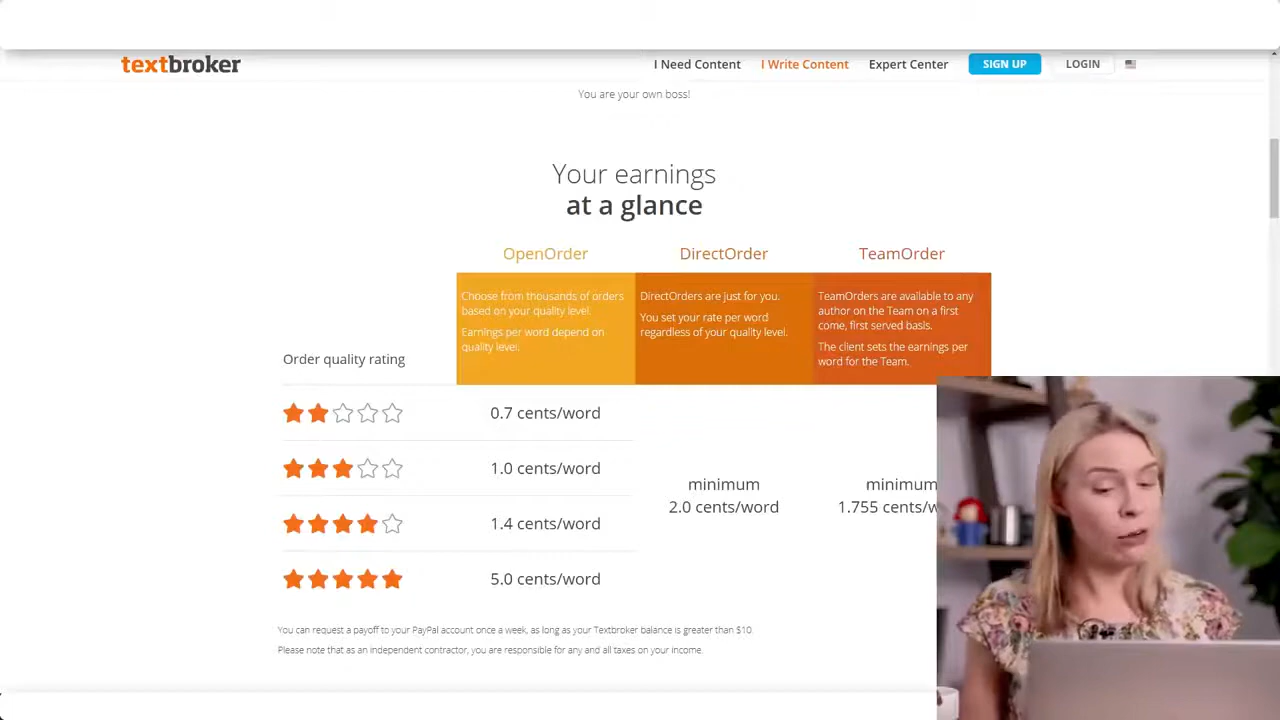 textbroker
I Need Content
I Write Content
Expert Center
SIGN UP
LOGIN
You are your own boss!
Your earnings
at a glance
OpenOrder
DirectOrder
TeamOrder
Choose from thousands of orders
based on your quality level.
Earnings per word depend on
quality level.
DirectOrders are just for you.
You set your rate per word
regardless of your quality level.
TeamOrders are available to any
author on the Team on a first
come, first served basis.
The client sets the earnings per
word for the Team.
Order quality rating
0.7 cents/word
1.0 cents/word
1.4 cents/word
5.0 cents/word
minimum
2.0 cents/word
minimum
1.755 cents/w
You can request a payoff to your PayPal account once a week, as long as your Textbroker balance is greater than $10.
Please note that as an independent contractor, you are responsible for any and all taxes on your income.